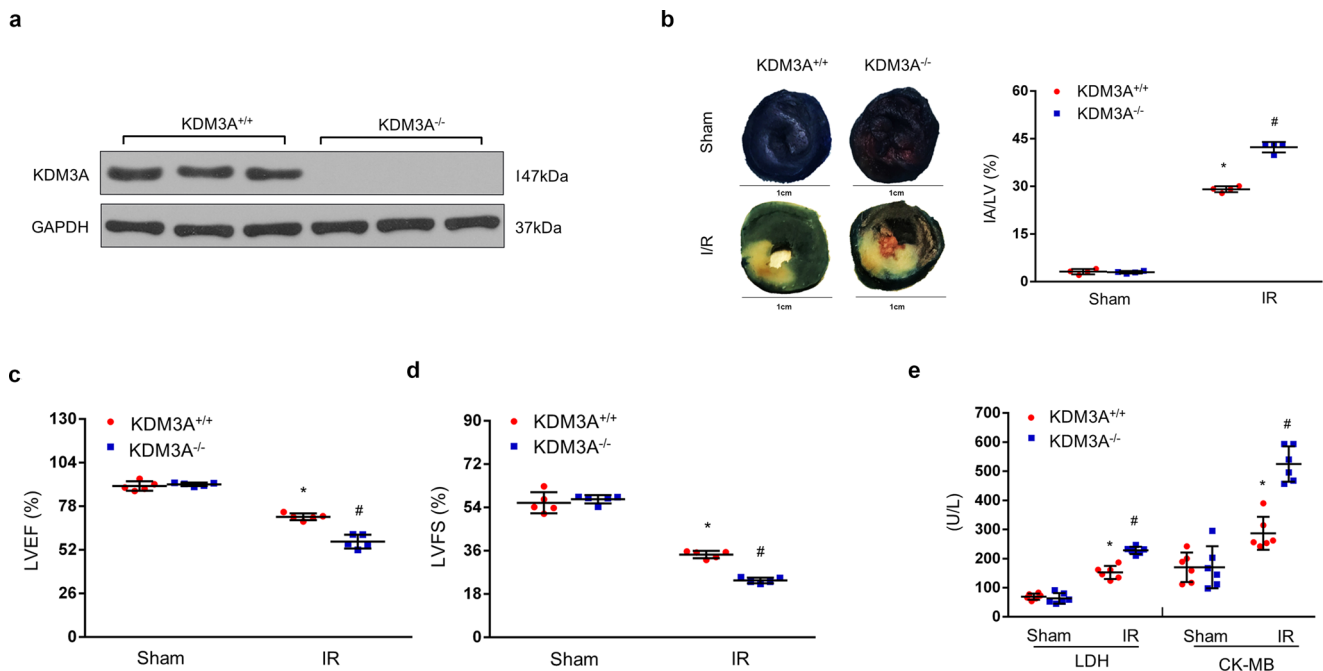 a
KDM3A+/+ KDM3A-/-
KDM3A 147kDa
GAPDH 37kDa
b
KDM3A+/+ KDM3A-/-
Sham
1cm 1cm
I/R
1cm 1cm
IA/LV (%)
60
45
30
15
0
KDM3A+/+
KDM3A-/-
*
#
Sham IR
c
LVEF (%)
130
104
78
52
26
0
KDM3A+/+
KDM3A-/-
*
#
Sham IR
d
LVFS (%)
90
72
54
36
18
0
KDM3A+/+
KDM3A-/-
*
#
Sham IR
e
(U/L)
700
600
500
400
300
200
100
0
KDM3A+/+
KDM3A-/-
*
#
*
#
Sham IR Sham IR
LDH CK-MB